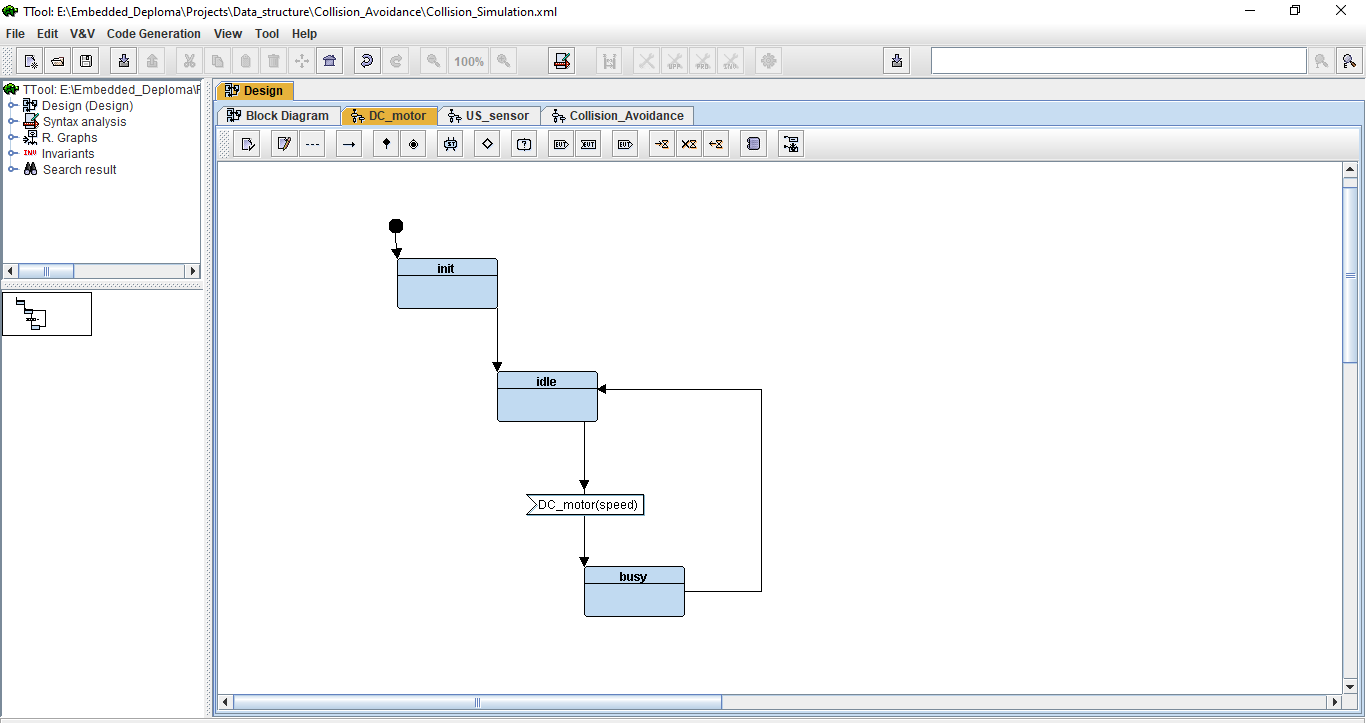 TTool: E:\Embedded_Deploma\Projects\Data_structure\Collision_Avoidance\Collision_Simulation.xml
File Edit V&V Code Generation View Tool Help
100%
TTool: E:\Embedded_Deploma\
Design (Design)
Syntax analysis
R. Graphs
INV Invariants
Search result
Design
Block Diagram DC_motor US_sensor Collision_Avoidance
init
idle
DC_motor(speed)
busy